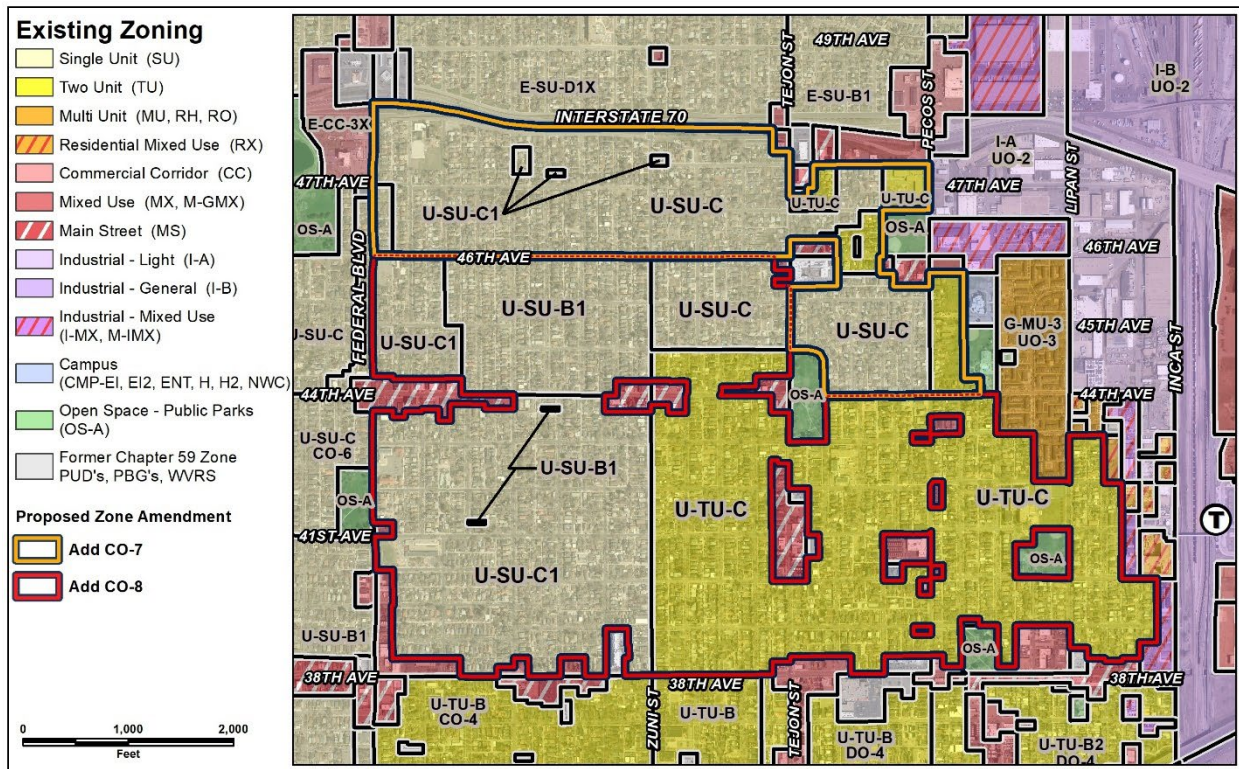 Existing Zoning
Single Unit (SU)
Two Unit (TU)
Multi Unit (MU, RH, RO)
Residential Mixed Use (RX)
Commercial Corridor (CC)
Mixed Use (MX, M-GMX)
Main Street (MS)
Industrial - Light (I-A)
Industrial - General (I-B)
Industrial - Mixed Use
(I-MX, M-IMX)
Campus
(CMP-EI, EI2, ENT, H, H2, NWC)
Open Space - Public Parks
(OS-A)
Former Chapter 59 Zone
PUD's, PBG's, WVRS
Proposed Zone Amendment
Add CO-7
Add CO-8
0 1,000 2,000
Feet
49TH AVE
TEJON ST
PECOS ST
I-B
UO-2
E-SU-D1X
E-SU-B1
INTERSTATE 70
E-CC-3X
I-A
UO-2
LIPAN ST
47TH AVE
47TH AVE
U-SU-C1
U-SU-C
U-TU-C
U-TU-C
OS-A
OS-A
46TH AVE
46TH AVE
FEDERAL BLVD
U-SU-B1
U-SU-C
U-SU-C
G-MU-3
UO-3
45TH AVE
U-SU-C
U-SU-C1
INCA ST
44TH AVE
44TH AVE
OS-A
U-SU-C
CO-6
U-SU-B1
OS-A
U-TU-C
U-TU-C
T
41ST AVE
OS-A
U-SU-C1
U-SU-B1
OS-A
38TH AVE
38TH AVE
38TH AVE
U-TU-B
CO-4
ZUNI ST
U-TU-B
TEJON ST
U-TU-B
DO-4
U-TU-B2
DO-4